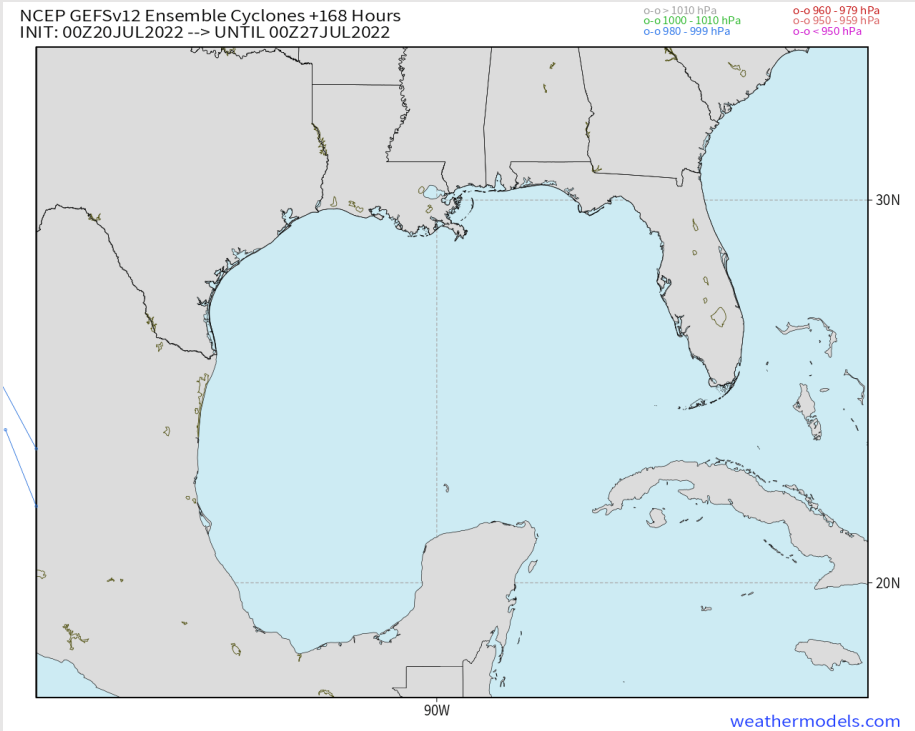 NCEP GEFSv12 Ensemble Cyclones +168 Hours
INIT: 00Z20JUL2022 --> UNTIL 00Z27JUL2022
o-o > 1010 hPa
o-o 1000 - 1010 hPa
o-o 980 - 999 hPa
o-o 960 - 979 hPa
o-o 950 - 959 hPa
o-o < 950 hPa
30N
20N
90W
weathermodels.com